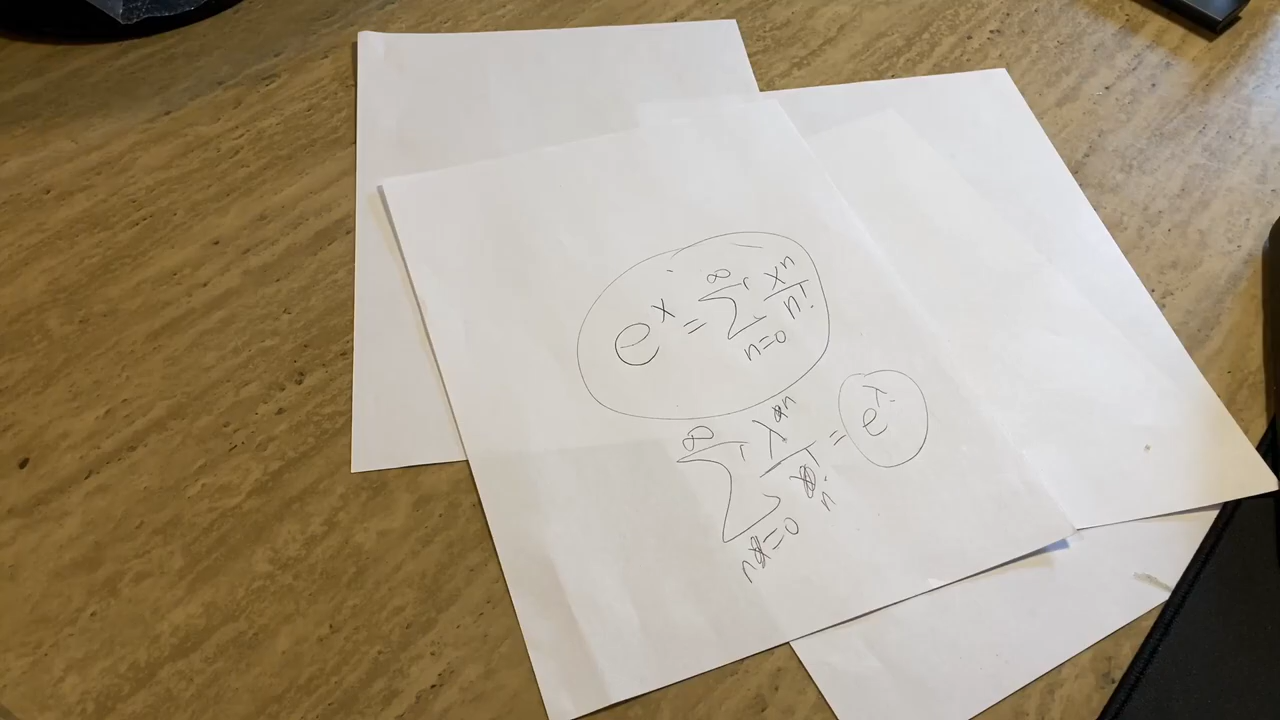 e^x = ∑_{n=0}^{∞} x^n/n!
∑_{n=0}^{∞} λ^n/n! = e^λ